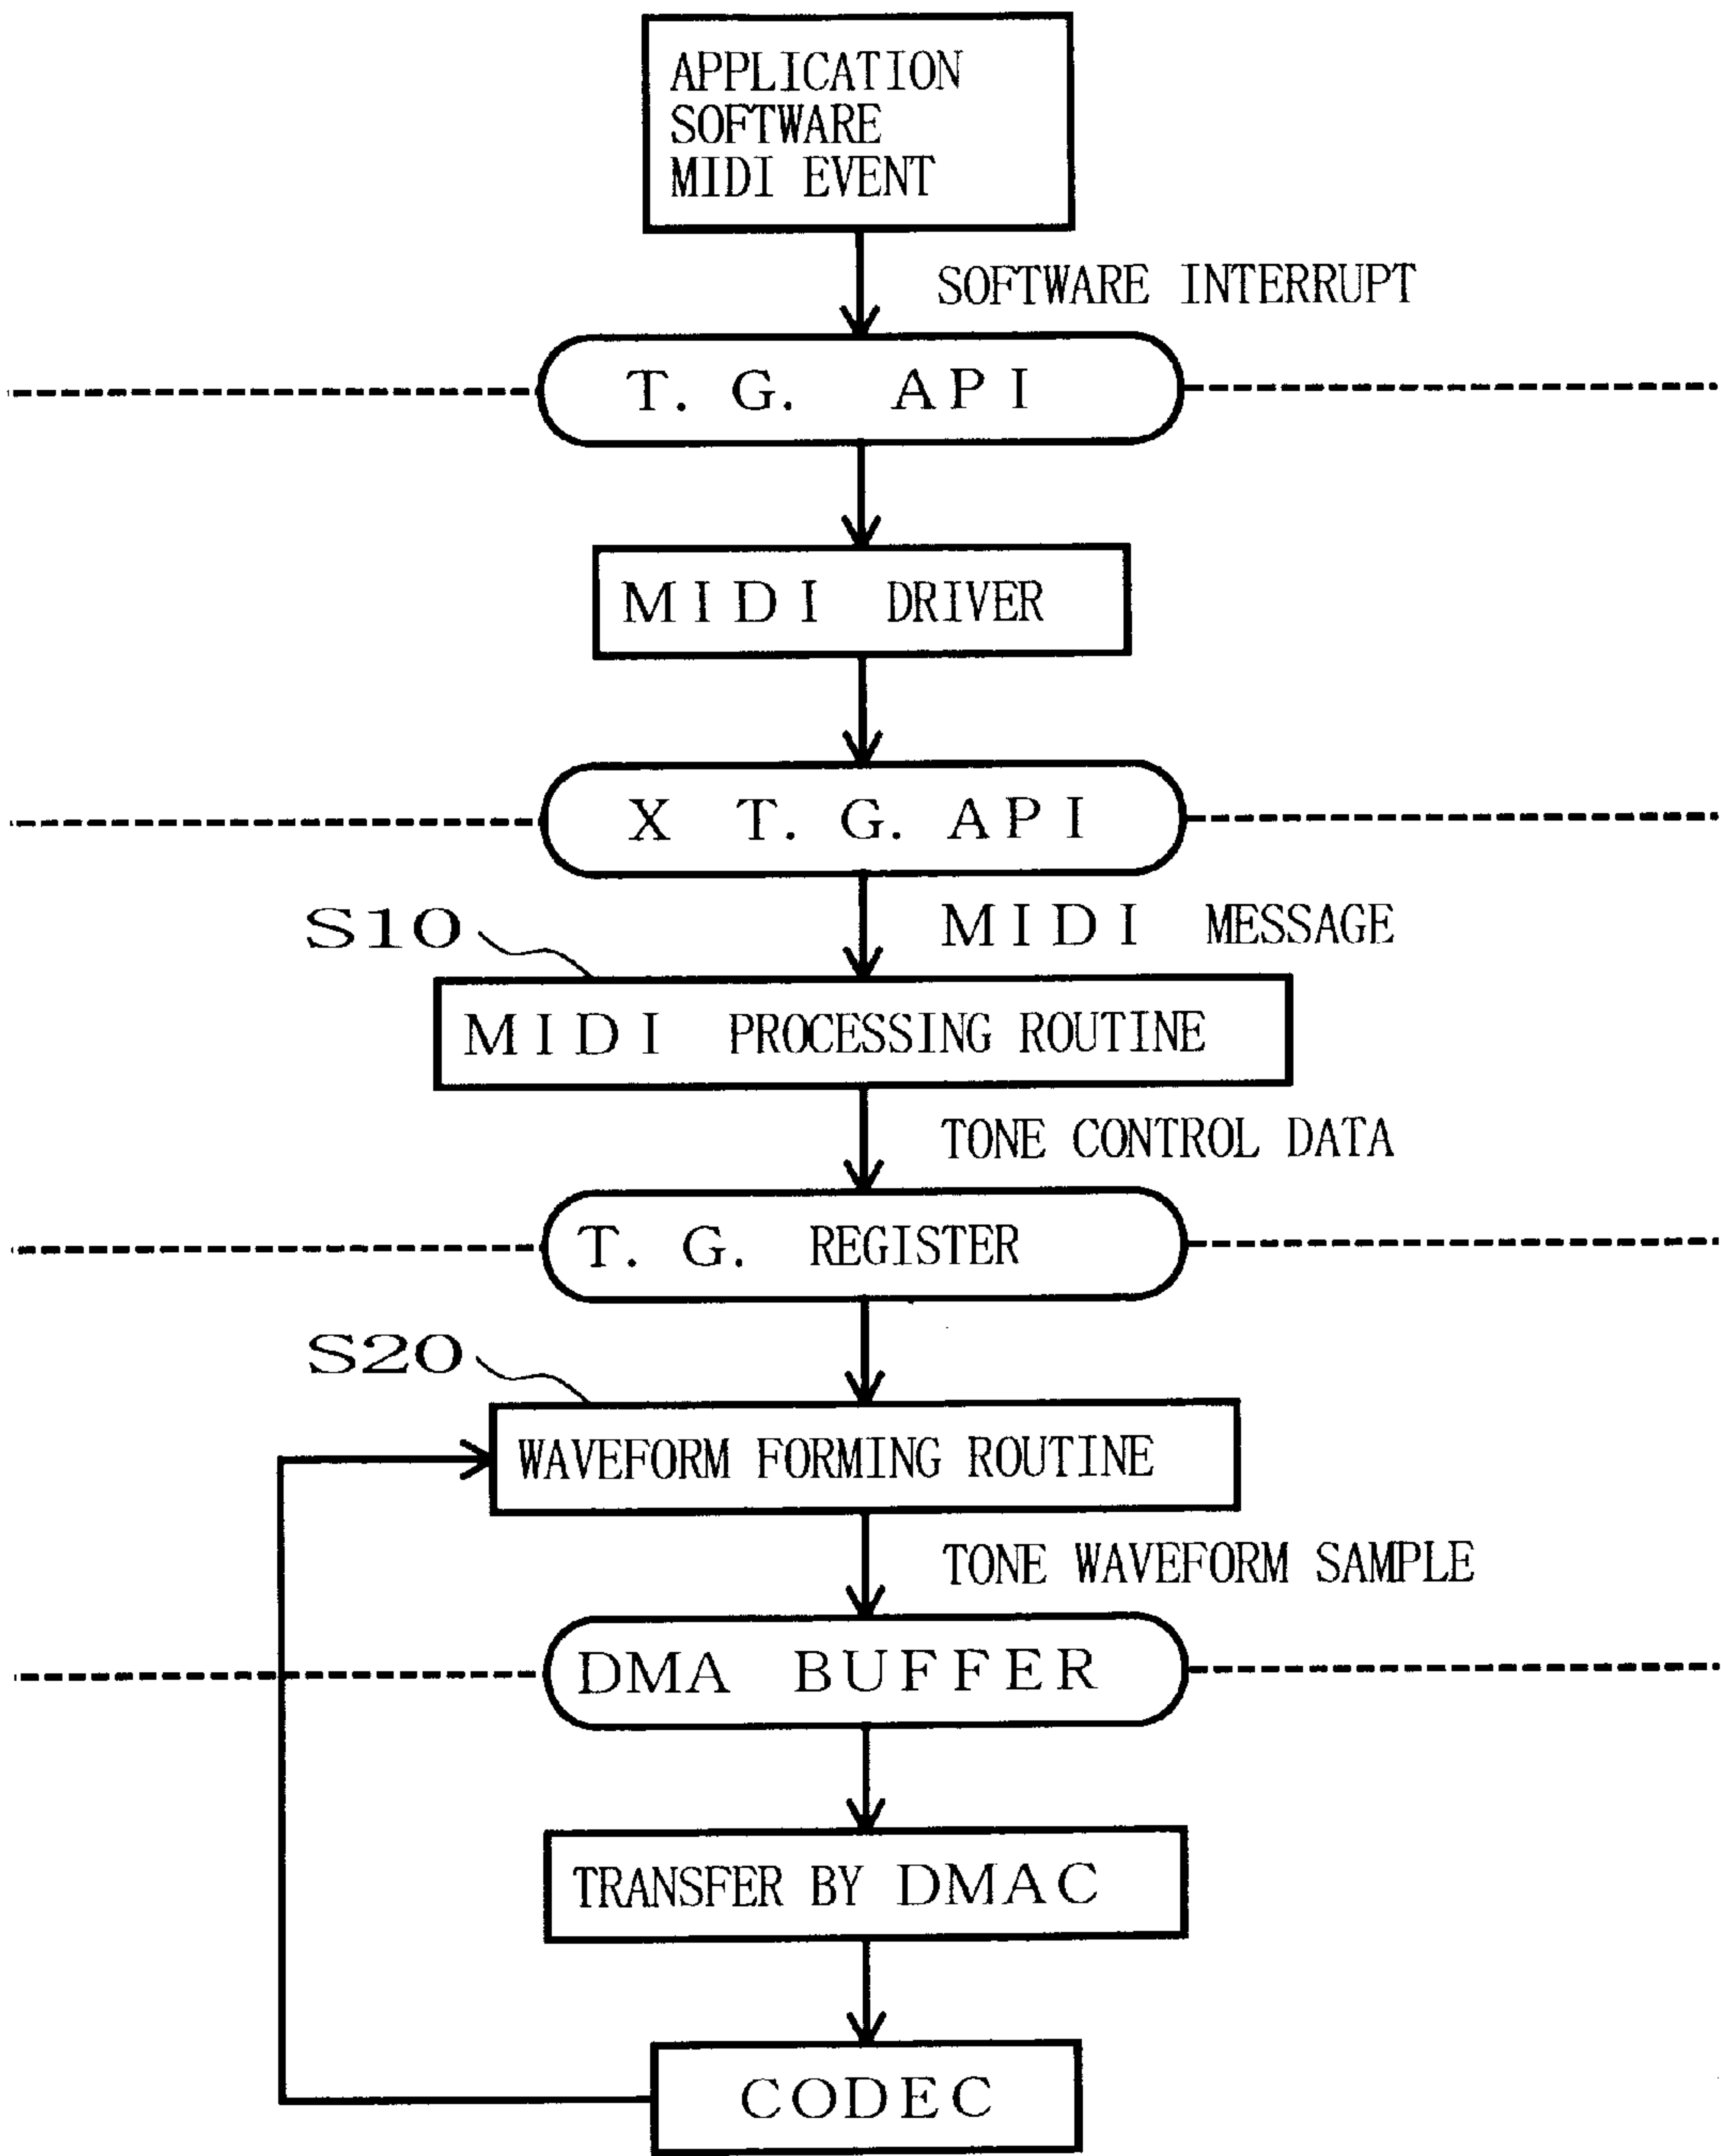 APPLICATION
SOFTWARE
MIDI EVENT
SOFTWARE INTERRUPT
T. G. API
MIDI DRIVER
X T. G. API
MIDI MESSAGE
S10
MIDI PROCESSING ROUTINE
TONE CONTROL DATA
T. G. REGISTER
S20
WAVEFORM FORMING ROUTINE
TONE WAVEFORM SAMPLE
DMA BUFFER
TRANSFER BY DMAC
CODEC